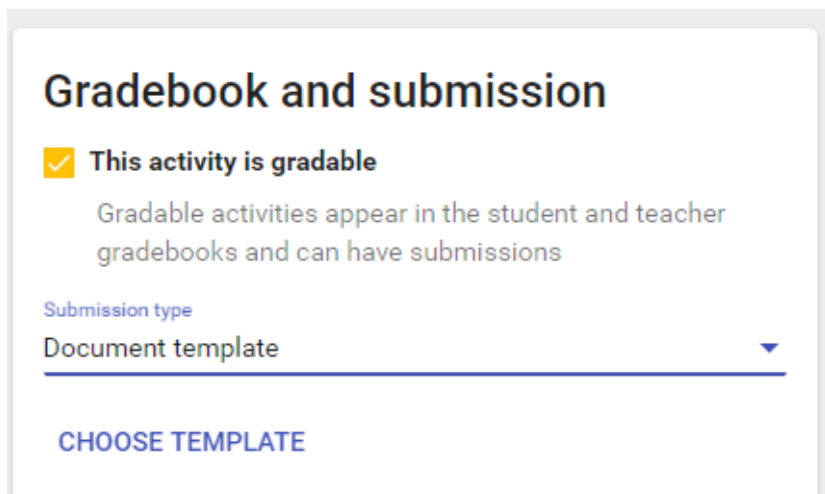 Gradebook and submission
This activity is gradable
Gradable activities appear in the student and teacher
gradebooks and can have submissions
Submission type
Document template
CHOOSE TEMPLATE